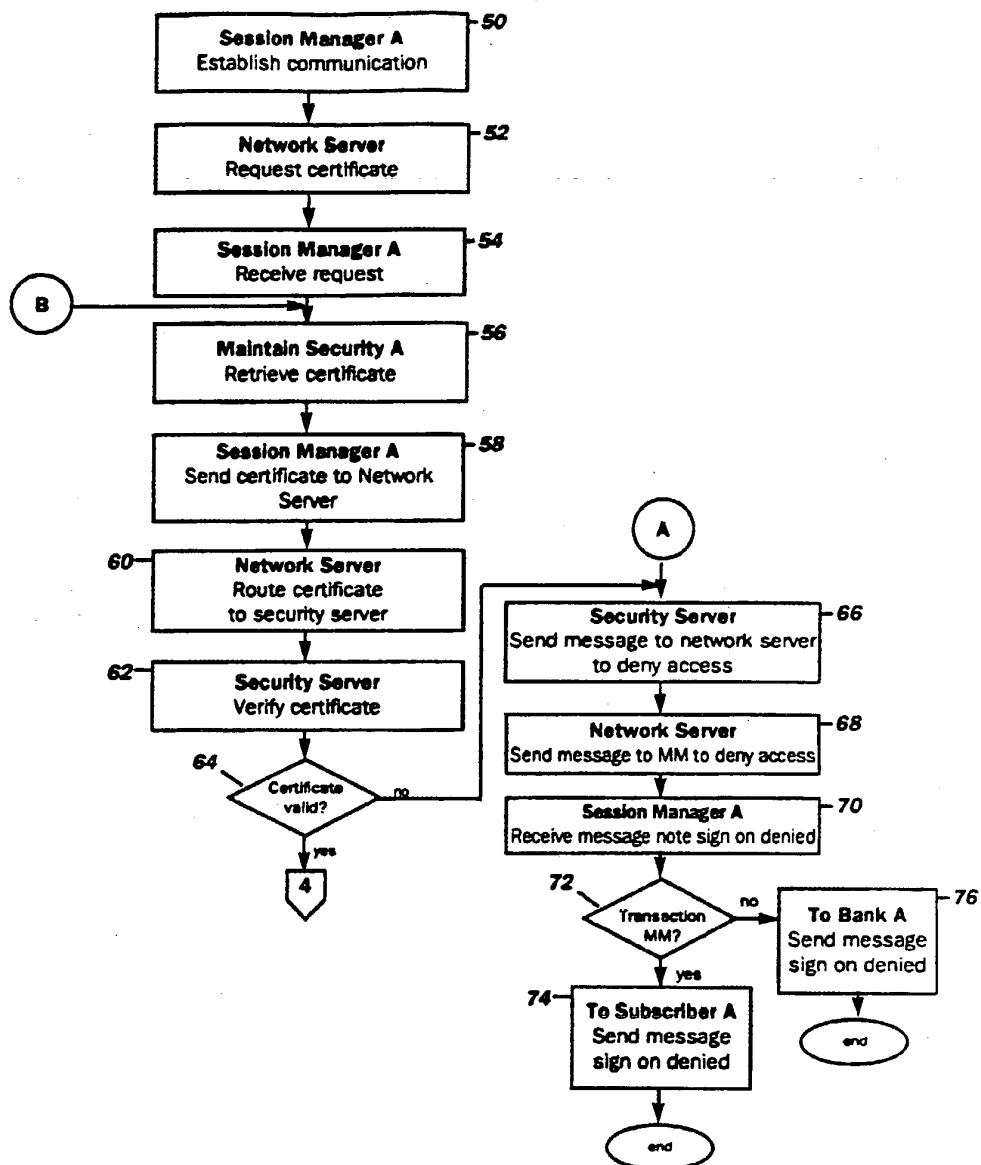 50
Session Manager A
Establish communication
52
Network Server
Request certificate
54
Session Manager A
Receive request
B
56
Maintain Security A
Retrieve certificate
58
Session Manager A
Send certificate to Network
Server
60
Network Server
Route certificate
to security server
62
Security Server
Verify certificate
64
Certificate
valid?
no
yes
4
A
66
Security Server
Send message to network server
to deny access
68
Network Server
Send message to MM to deny access
70
Session Manager A
Receive message note sign on denied
72
Transaction
MM?
no
yes
76
To Bank A
Send message
sign on denied
end
74
To Subscriber A
Send message
sign on denied
end